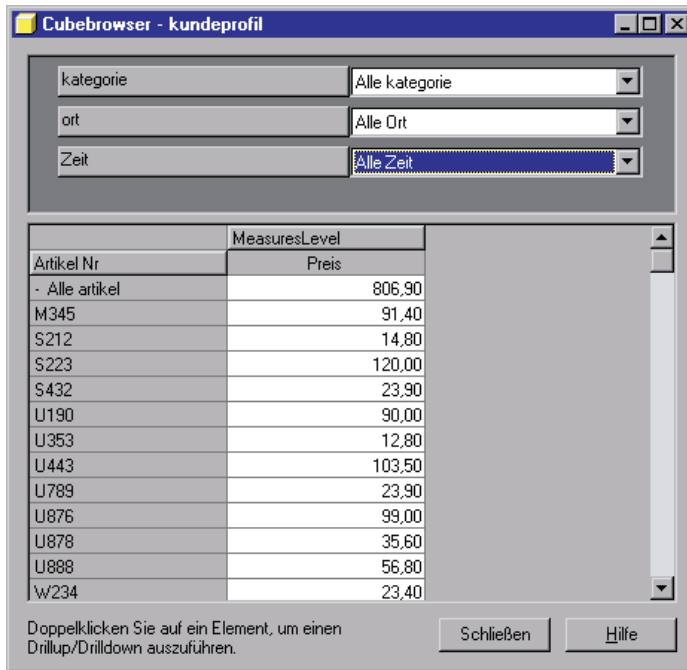 Cubebrowser - kundeprofil
kategorie Alle kategorie
ort Alle Ort
Zeit Alle Zeit
MeasuresLevel
Artikel Nr Preis
- Alle artikel 806,90
M345 91,40
S212 14,80
S223 120,00
S432 23,90
U190 90,00
U353 12,80
U443 103,50
U789 23,90
U876 99,00
U878 35,60
U888 56,80
W234 23,40
Doppelklicken Sie auf ein Element, um einen
Drillup/Drilldown auszuführen.
Schließen Hilfe